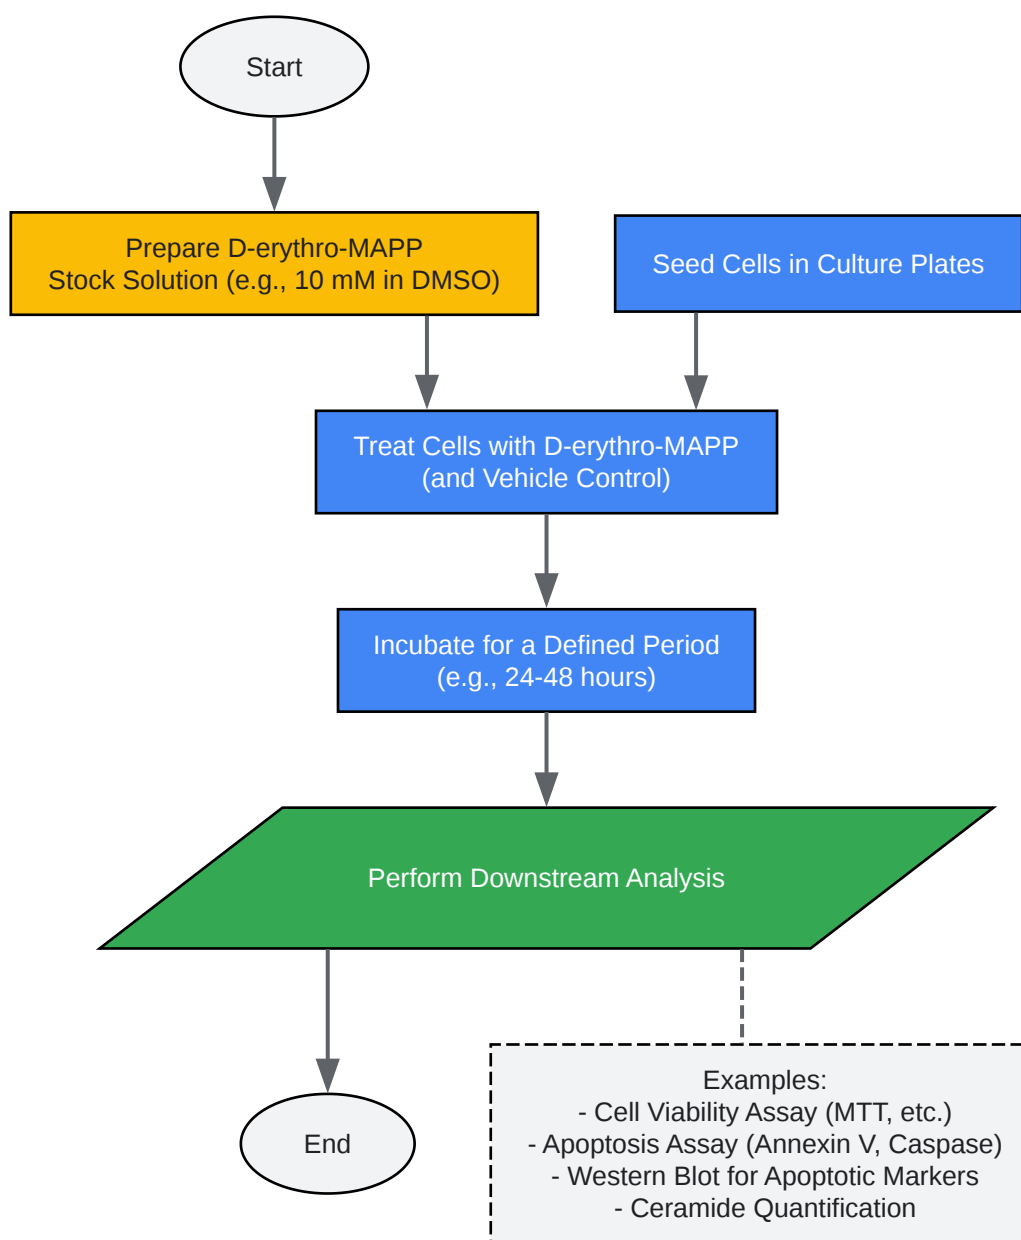 Start
Prepare D-erythro-MAPP
Stock Solution (e.g., 10 mM in DMSO)
Seed Cells in Culture Plates
Treat Cells with D-erythro-MAPP
(and Vehicle Control)
Incubate for a Defined Period
(e.g., 24-48 hours)
Perform Downstream Analysis
End
Examples:
- Cell Viability Assay (MTT, etc.)
- Apoptosis Assay (Annexin V, Caspase)
- Western Blot for Apoptotic Markers
- Ceramide Quantification